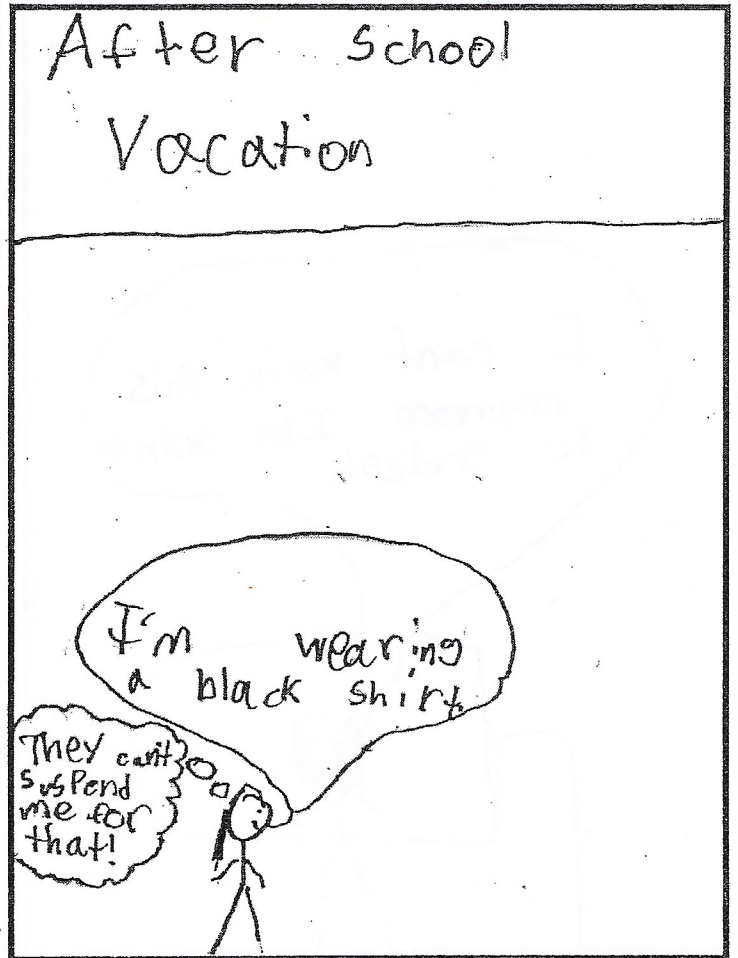 After school
Vacation
I'm wearing
a black shirt.
They can't
suspend
me for
that!